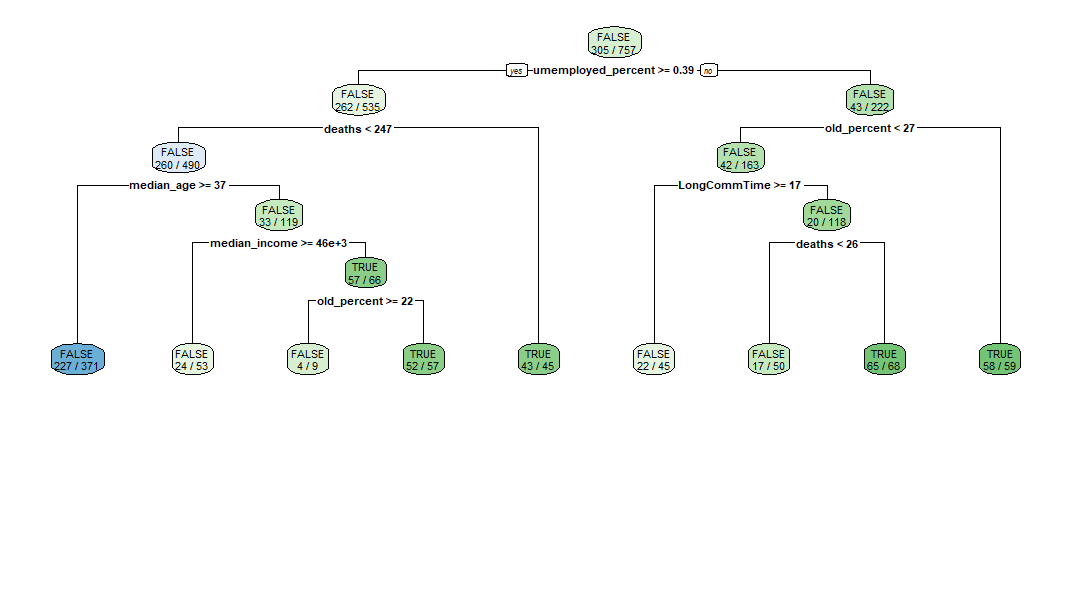 FALSE
305 / 757
yes umemployed_percent >= 0.39 no
FALSE
262 / 535
FALSE
43 / 222
deaths < 247
old_percent < 27
FALSE
260 / 490
FALSE
42 / 163
median_age >= 37
LongCommTime >= 17
FALSE
33 / 119
FALSE
20 / 118
median_income >= 46e+3
deaths < 26
TRUE
57 / 66
old_percent >= 22
FALSE
227 / 371
FALSE
24 / 53
FALSE
4 / 9
TRUE
52 / 57
TRUE
43 / 45
FALSE
22 / 45
FALSE
17 / 50
TRUE
65 / 68
TRUE
58 / 59